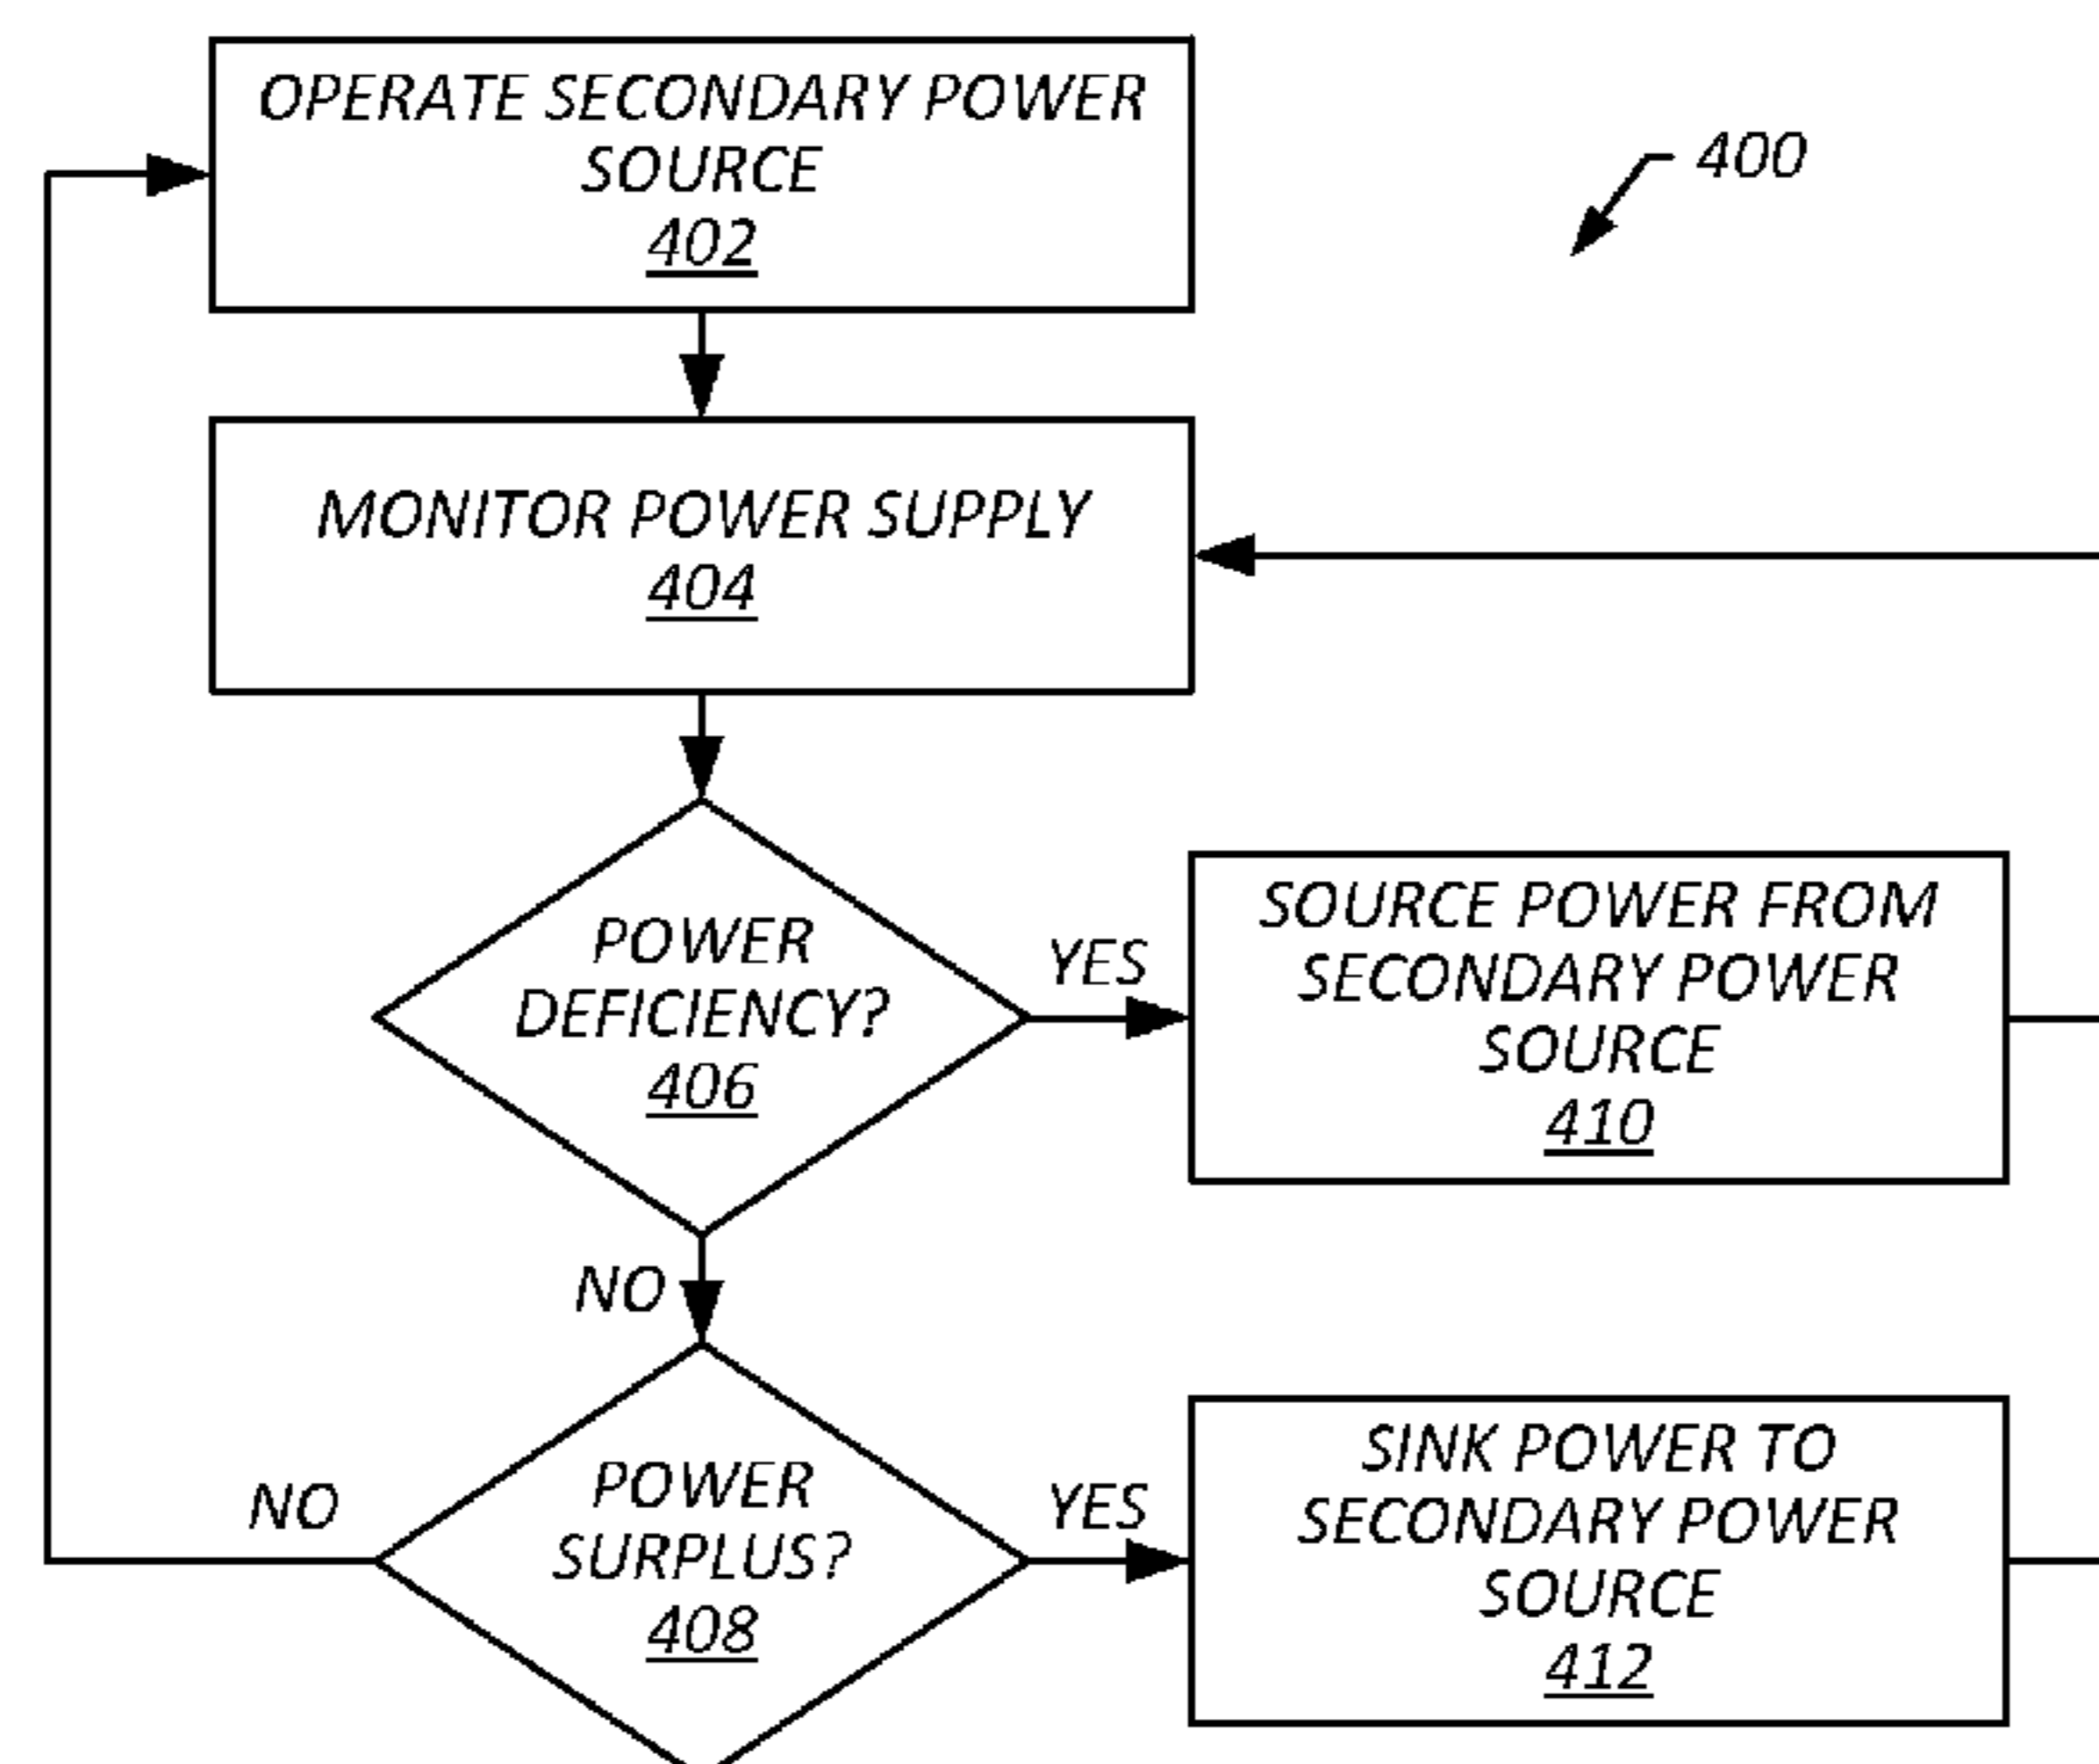 OPERATE SECONDARY POWER
SOURCE
402
400
MONITOR POWER SUPPLY
404
POWER
DEFICIENCY?
406
YES
SOURCE POWER FROM
SECONDARY POWER
SOURCE
410
NO
POWER
SURPLUS?
408
NO
YES
SINK POWER TO
SECONDARY POWER
SOURCE
412